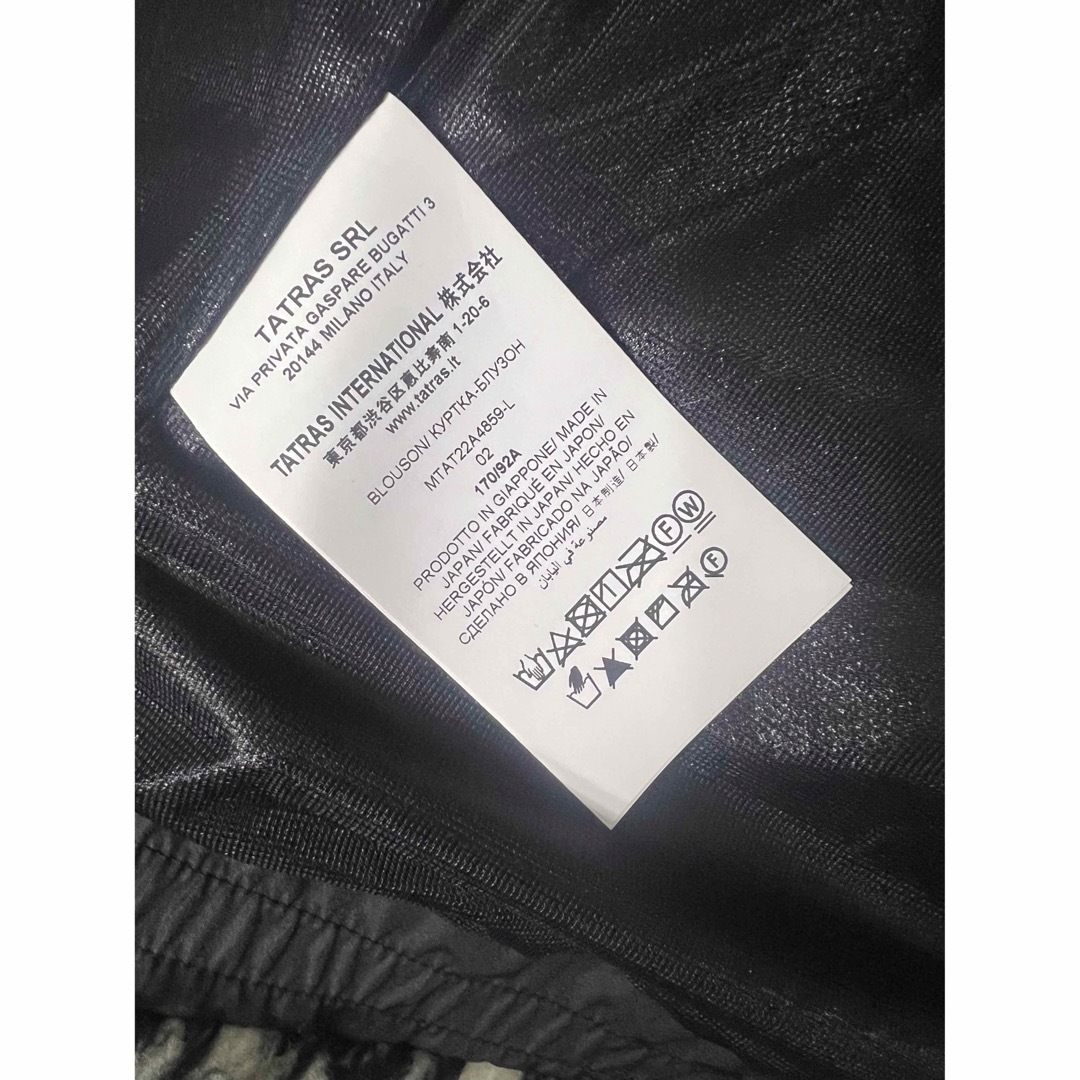 TATRAS SRL
VIA PRIVATA GASPARE BUGATTI 3
20144 MILANO ITALY
TATRAS INTERNATIONAL 株式会社
東京都渋谷区恵比寿南 1-20-6
www.tatras.it
BLOUSON/ КУРТКА-БЛУЗОН
MTAT22A4859-L
02
170/92A
PRODOTTO IN GIAPPONE/ MADE IN
JAPAN/ FABRIQUÉ EN JAPON/
HERGESTELLT IN JAPAN/ HECHO EN
JAPÓN/ FABRICADO NA JAPÃO/
СДЕЛАНО В ЯПОНИЯ/ 日本制造/ 日本製/
مصنوعة في اليابان
F W
F